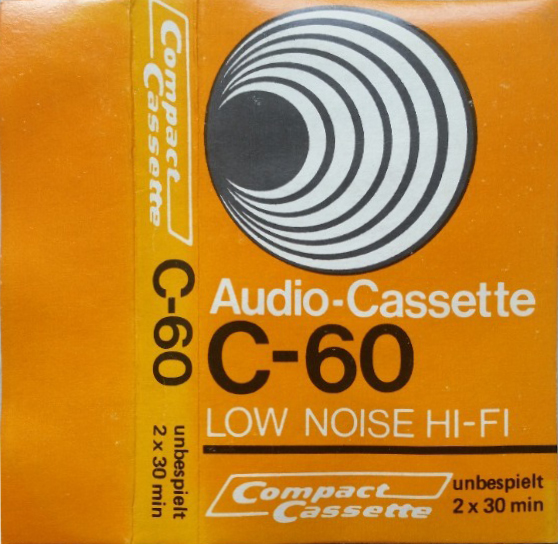 Compact
Cassette
C-60
unbespielt
2 x 30 min
Audio-Cassette
C-60
LOW NOISE HI-FI
Compact
Cassette
unbespielt
2 x 30 min